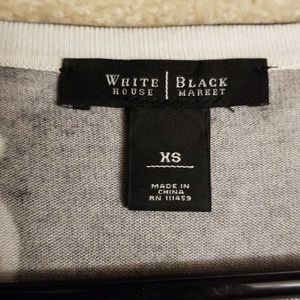 WHITE | BLACK
HOUSE | MARKET
XS
MADE IN
CHINA
RN 111459